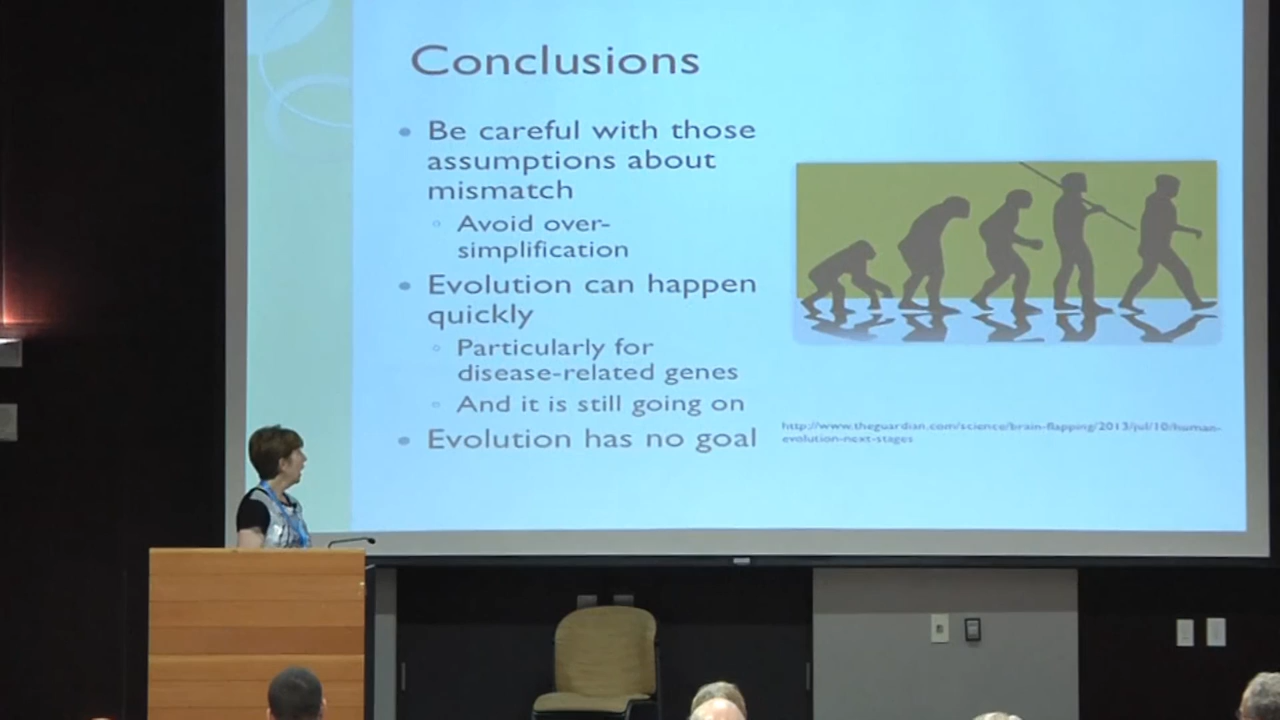 Conclusions
Be careful with those
assumptions about
mismatch
Avoid over-
simplification
Evolution can happen
quickly
Particularly for
disease-related genes
And it is still going on
Evolution has no goal
http://www.theguardian.com/science/brain-flapping/2013/jul/10/human-
evolution-next-stages